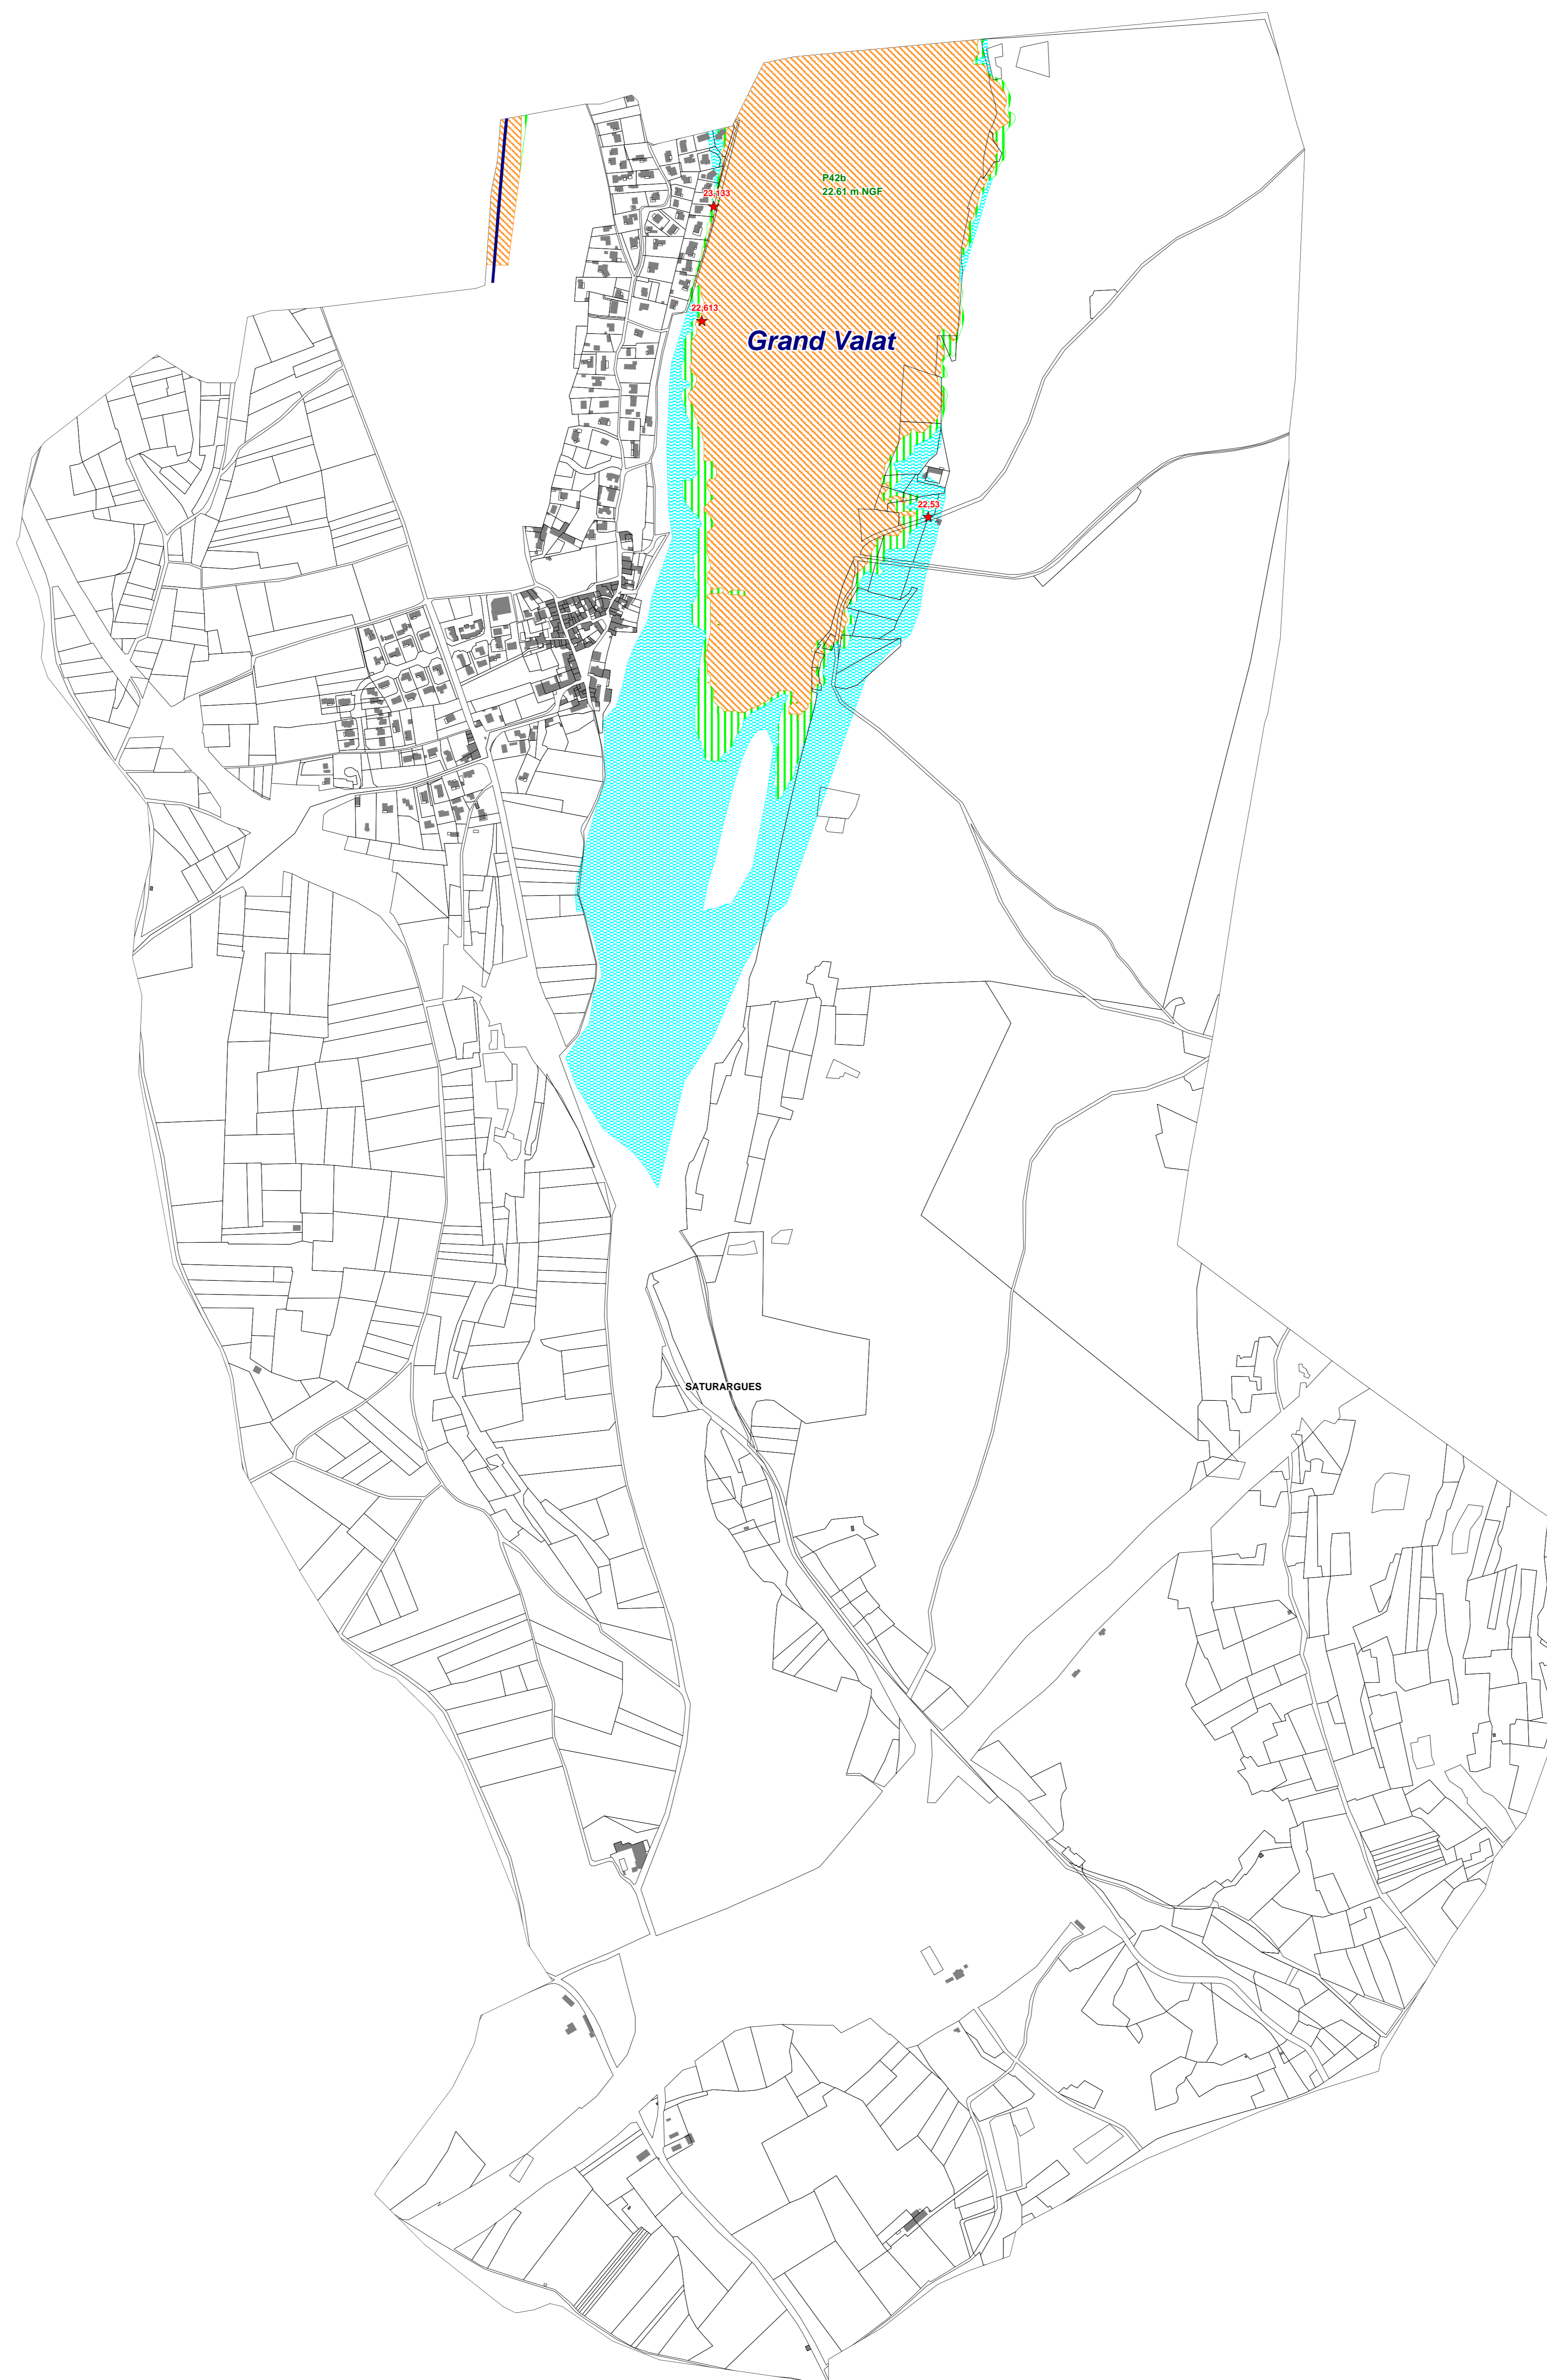 P42b
22.61 m NGF
23,133
22,613
Grand Valat
22,53
SATURARGUES